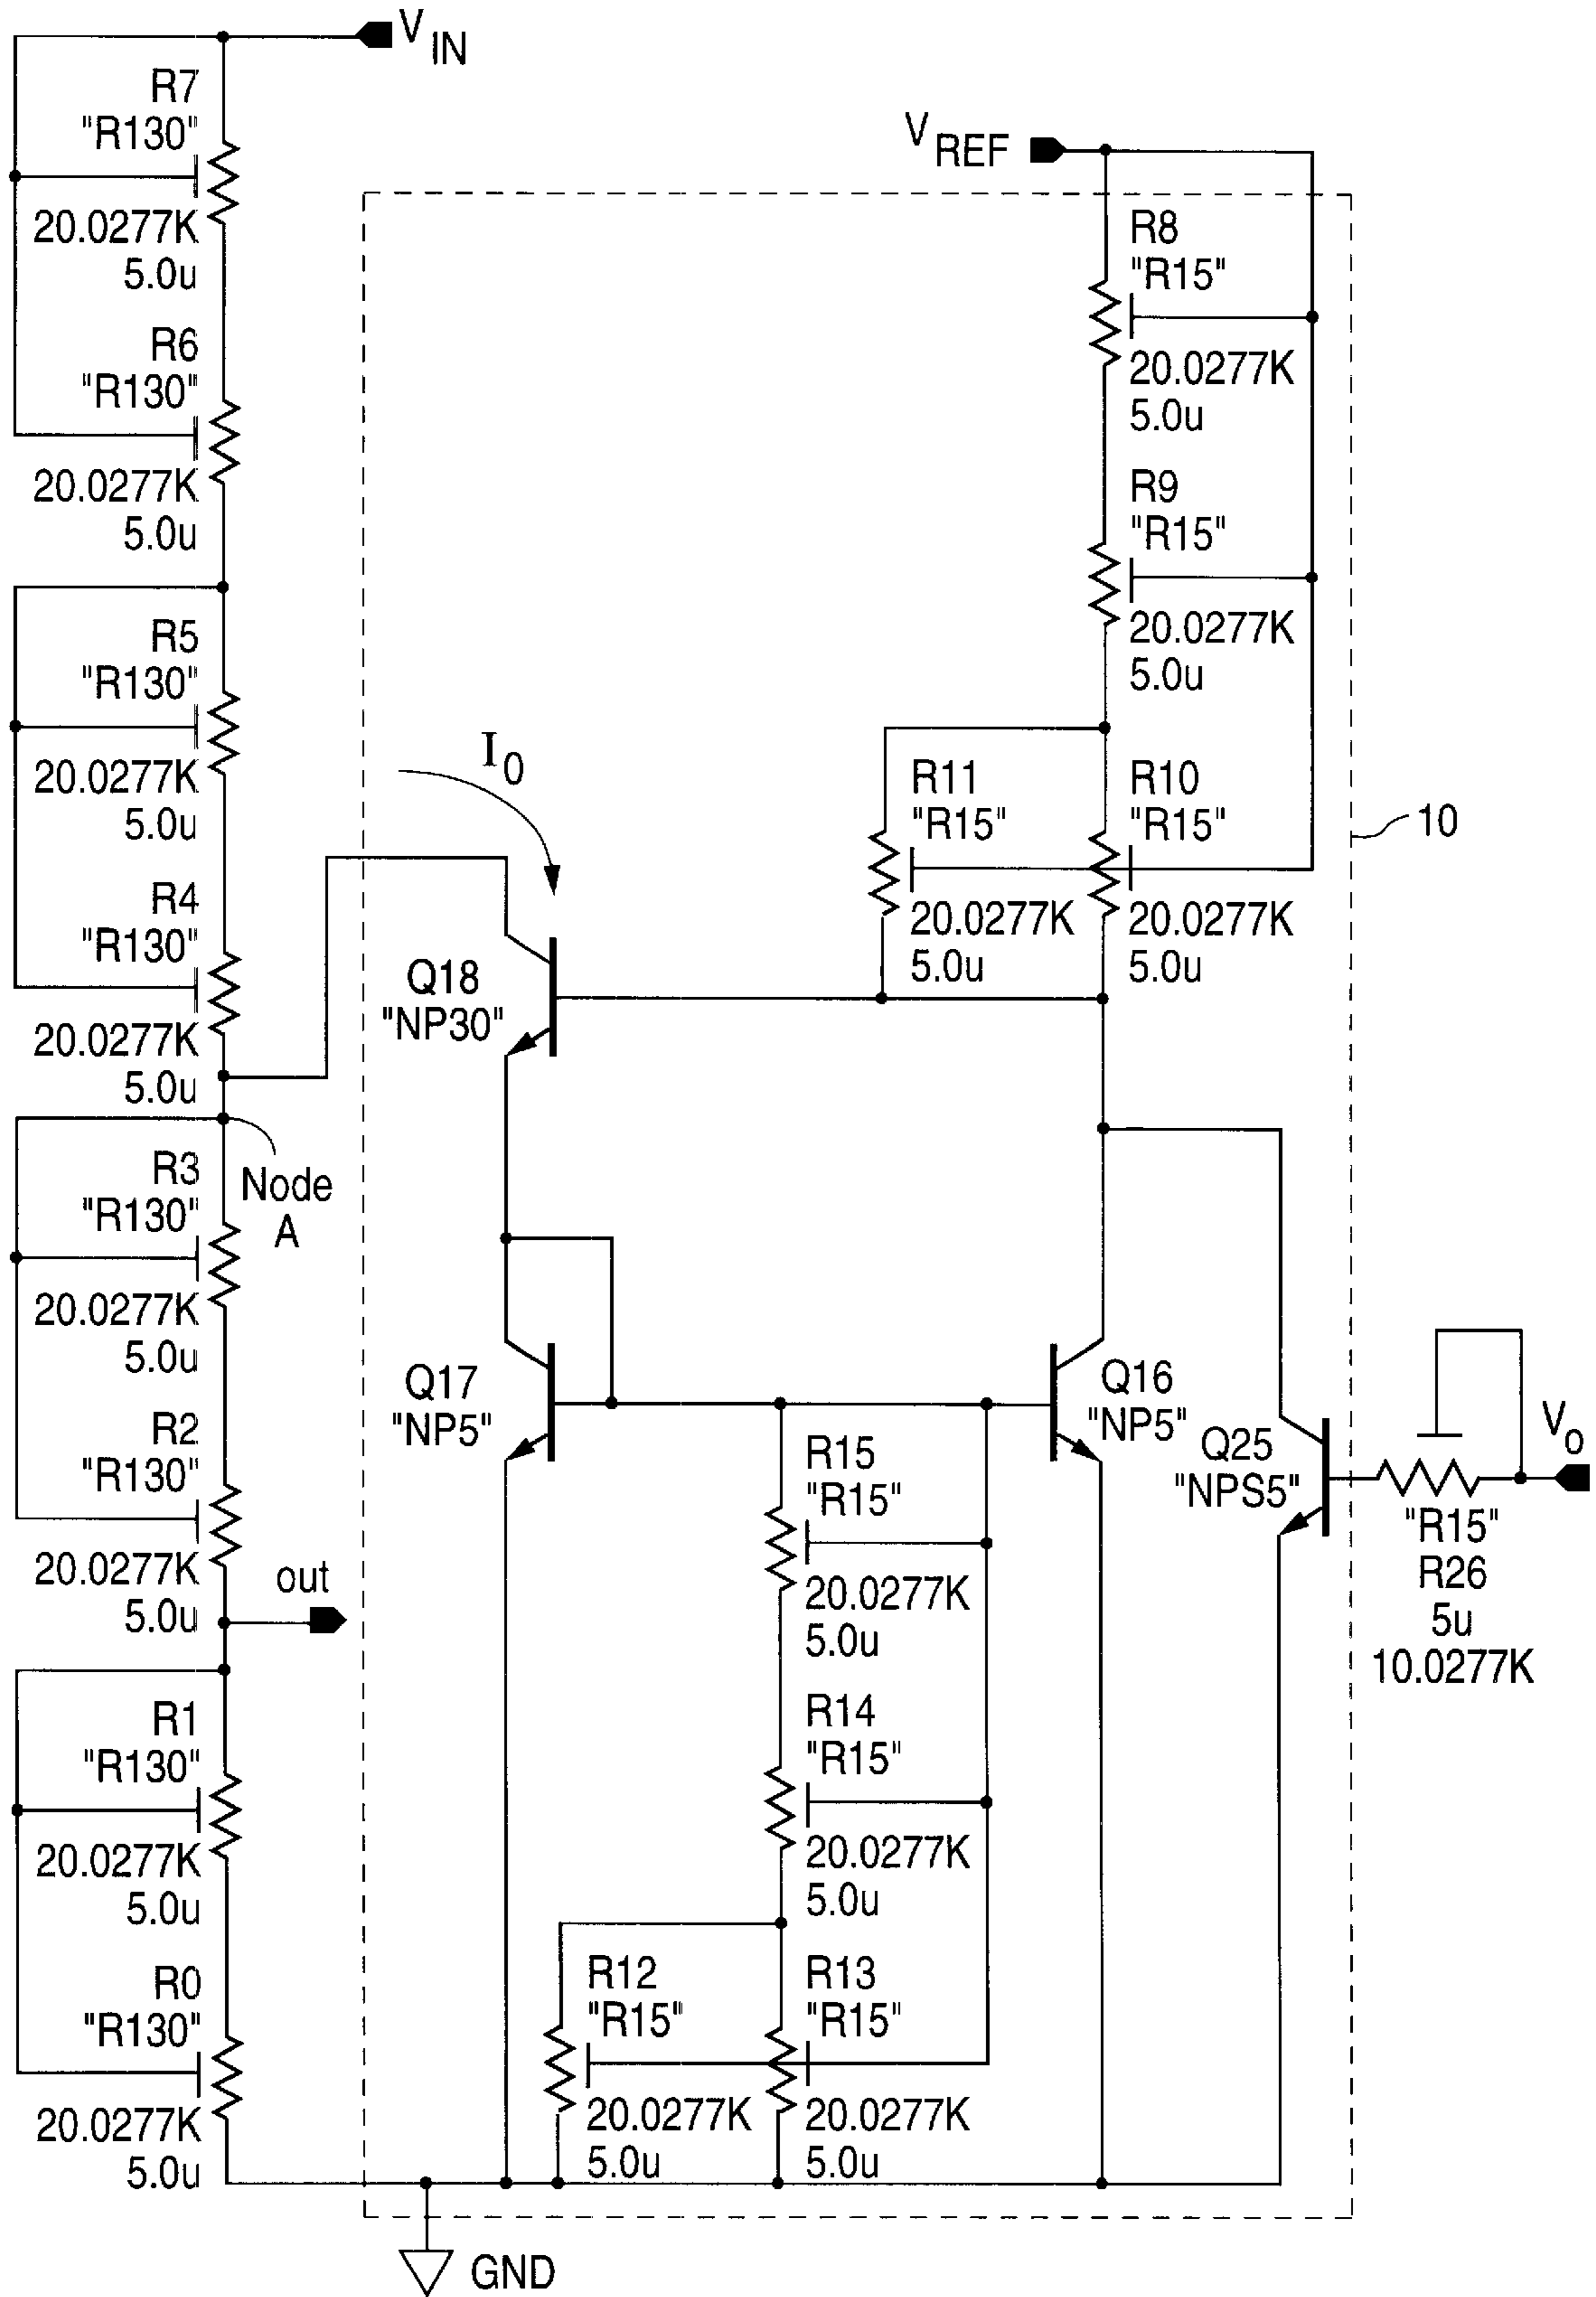 V IN
R7
"R130"
20.0277K
5.0u
R6
"R130"
20.0277K
5.0u
R5
"R130"
20.0277K
5.0u
R4
"R130"
20.0277K
5.0u
Node
A
R3
"R130"
20.0277K
5.0u
R2
"R130"
20.0277K
5.0u
out
R1
"R130"
20.0277K
5.0u
R0
"R130"
20.0277K
5.0u
GND
V REF
R8
"R15"
20.0277K
5.0u
R9
"R15"
20.0277K
5.0u
R11
"R15"
20.0277K
5.0u
R10
"R15"
20.0277K
5.0u
10
I0
Q18
"NP30"
Q17
"NP5"
Q16
"NP5"
Q25
"NPS5"
Vo
"R15"
R26
5u
10.0277K
R15
"R15"
20.0277K
5.0u
R14
"R15"
20.0277K
5.0u
R12
"R15"
20.0277K
5.0u
R13
"R15"
20.0277K
5.0u